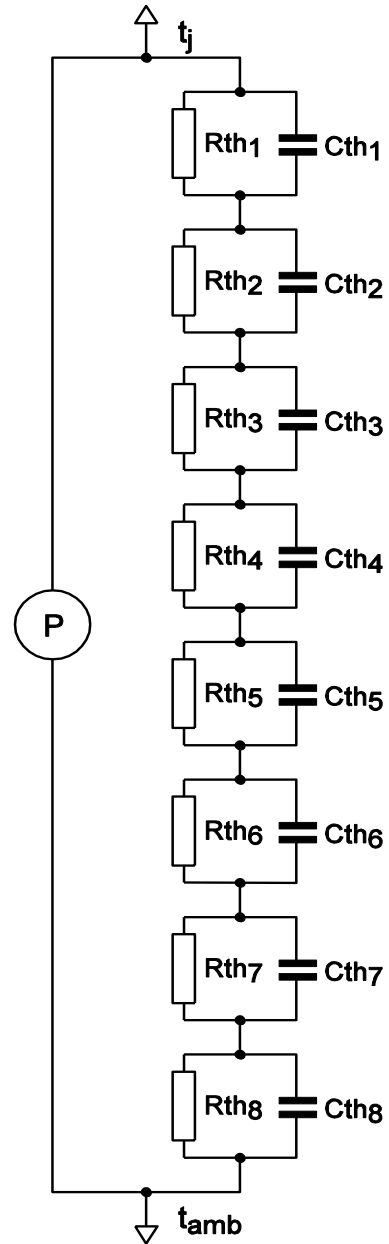 tj
Rth1 Cth1
Rth2 Cth2
Rth3 Cth3
Rth4 Cth4
P
Rth5 Cth5
Rth6 Cth6
Rth7 Cth7
Rth8 Cth8
tamb